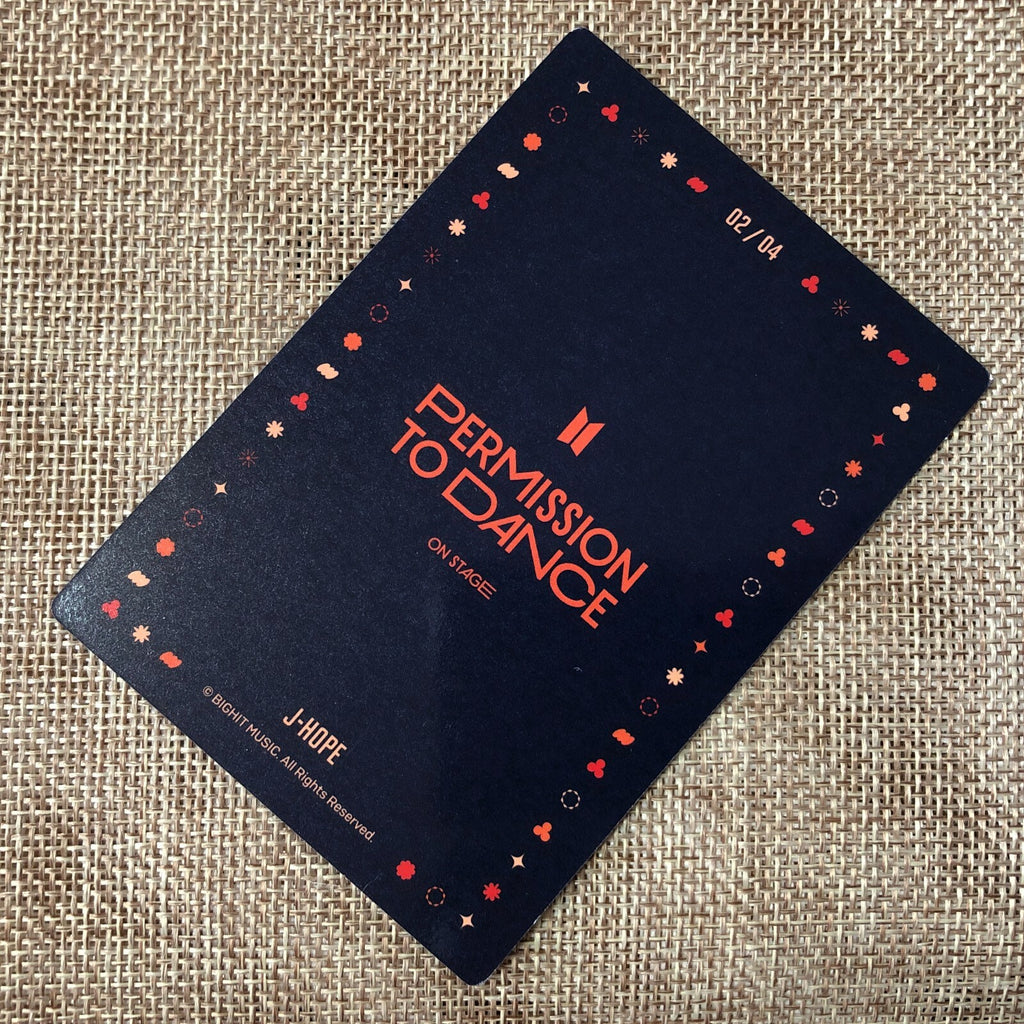 02/04
PERMISSION
TO DANCE
ON STAGE
J-HOPE
© BIGHIT MUSIC. All Rights Reserved.